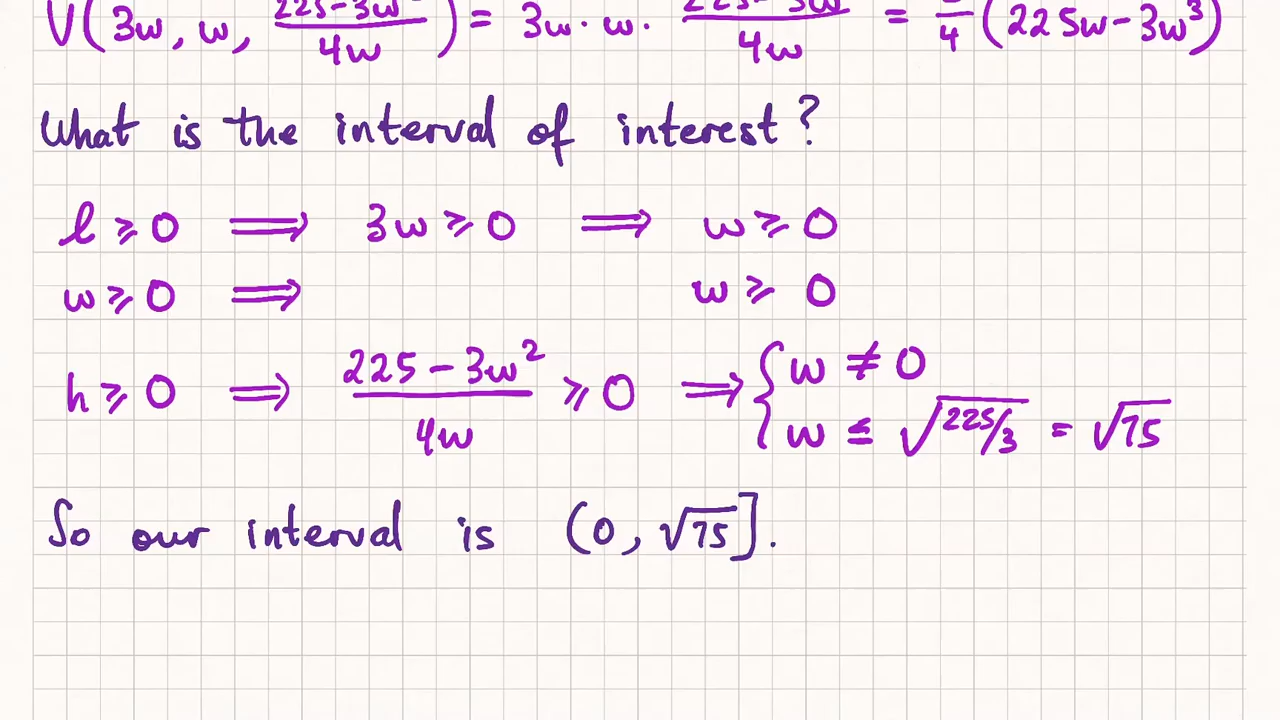 V(3w, w, 225-3w²/4w) = 3w · w · 225-3w²/4w = /4 (225w-3w³)
What is the interval of interest?
l ⩾ 0 ⟹ 3w ⩾ 0 ⟹ w ⩾ 0
w ⩾ 0 ⟹ w ⩾ 0
h ⩾ 0 ⟹ 225-3w²/4w ⩾ 0 ⟹ { w ≠ 0
w ≤ √225/3 = √75
So our interval is (0, √75].